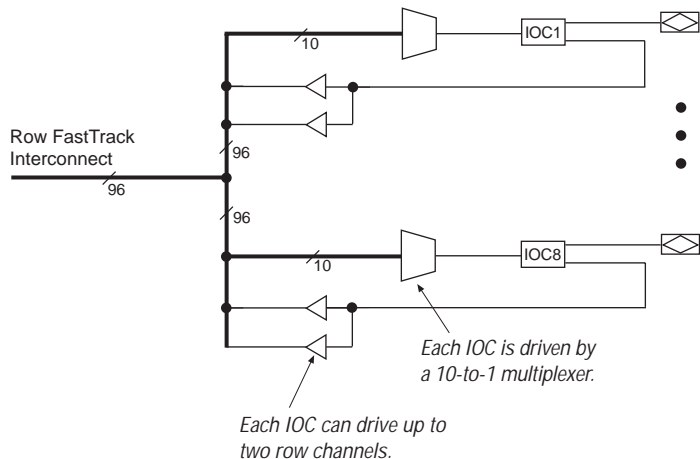 10
IOC1
Row FastTrack
Interconnect
96
96
96
10
IOC8
Each IOC is driven by
a 10-to-1 multiplexer.
Each IOC can drive up to
two row channels.